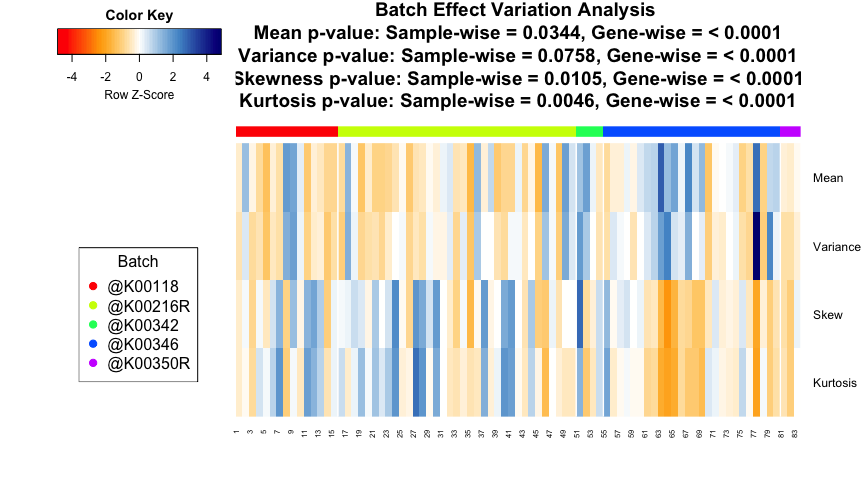 Color Key
-4 -2 0 2 4
Row Z-Score
Batch Effect Variation Analysis
Mean p-value: Sample-wise = 0.0344, Gene-wise = < 0.0001
Variance p-value: Sample-wise = 0.0758, Gene-wise = < 0.0001
Skewness p-value: Sample-wise = 0.0105, Gene-wise = < 0.0001
Kurtosis p-value: Sample-wise = 0.0046, Gene-wise = < 0.0001
Mean
Variance
Skew
Kurtosis
Batch
@K00118
@K00216R
@K00342
@K00346
@K00350R
1 3 5 7 9 11 13 15 17 19 21 23 25 27 29 31 33 35 37 39 41 43 45 47 49 51 53 55 57 59 61 63 65 67 69 71 73 75 77 79 81 83